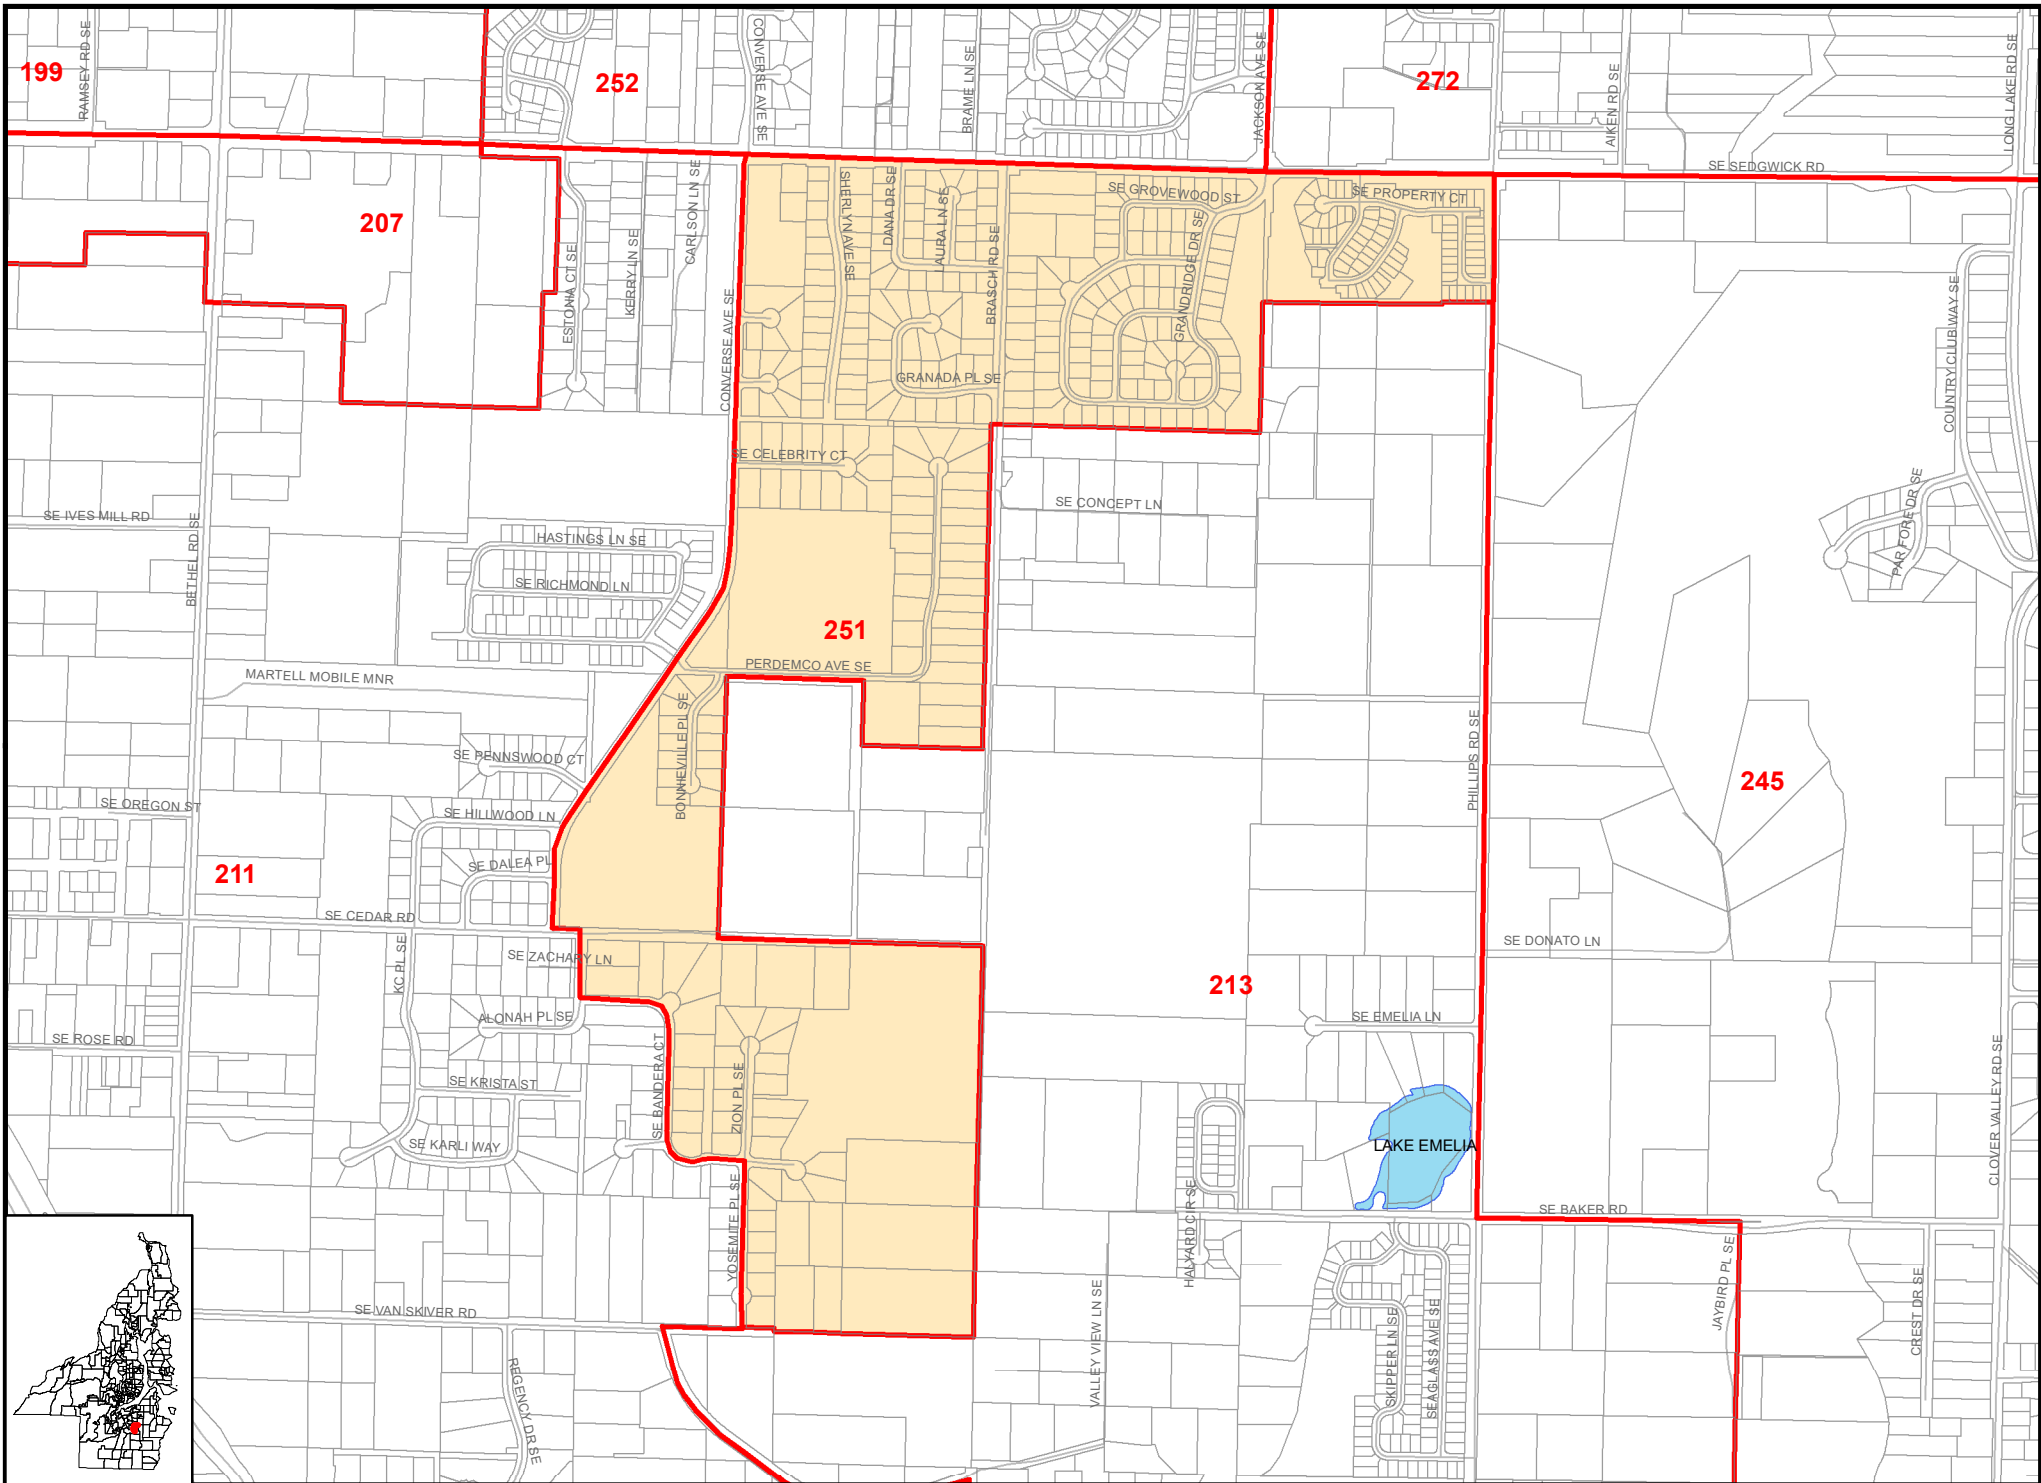 199
RAMSEY RD SE
252
CONVERSE AVE SE
BRAME LN SE
JACKSON AVE SE
272
AIKEN RD SE
LONG LAKE RD SE
SE SEDGWICK RD
207
ESTONIA CT SE
KERRY LN SE
CARLSON LN SE
CONVERSE AVE SE
SHERLYN AVE SE
DANA DR SE
LAURA LN SE
BRASCH RD SE
SE GROVEWOOD ST
GRANDRIDGE DR SE
SE PROPERTY CT
COUNTRY CLUB WAY SE
GRANADA PL SE
SE CELEBRITY CT
SE CONCEPT LN
PAR FORE DR SE
SE IVES MILL RD
BETHEL RD SE
HASTINGS LN SE
SE RICHMOND LN
251
PERDEMCO AVE SE
MARTELL MOBILE MNR
BONNEVILLE PL SE
PHILLIPS RD SE
SE PENNSWOOD CT
245
SE OREGON ST
SE HILLWOOD LN
SE DALEA PL
211
SE CEDAR RD
KC PL SE
SE ZACHARY LN
SE DONATO LN
213
ALONAH PL SE
SE EMELIA LN
SE ROSE RD
SE BANDERA CT
ZION PL SE
SE KRISTA ST
SE KARLI WAY
LAKE EMELIA
CLOVER VALLEY RD SE
YOSEMITE PL SE
HALYARD CIR SE
SE BAKER RD
JAYBIRD PL SE
SE VAN SKIVER RD
VALLEY VIEW LN SE
SKIPPER LN SE
SEAGLASS AVE SE
CREST DR SE
REGENCY DR SE